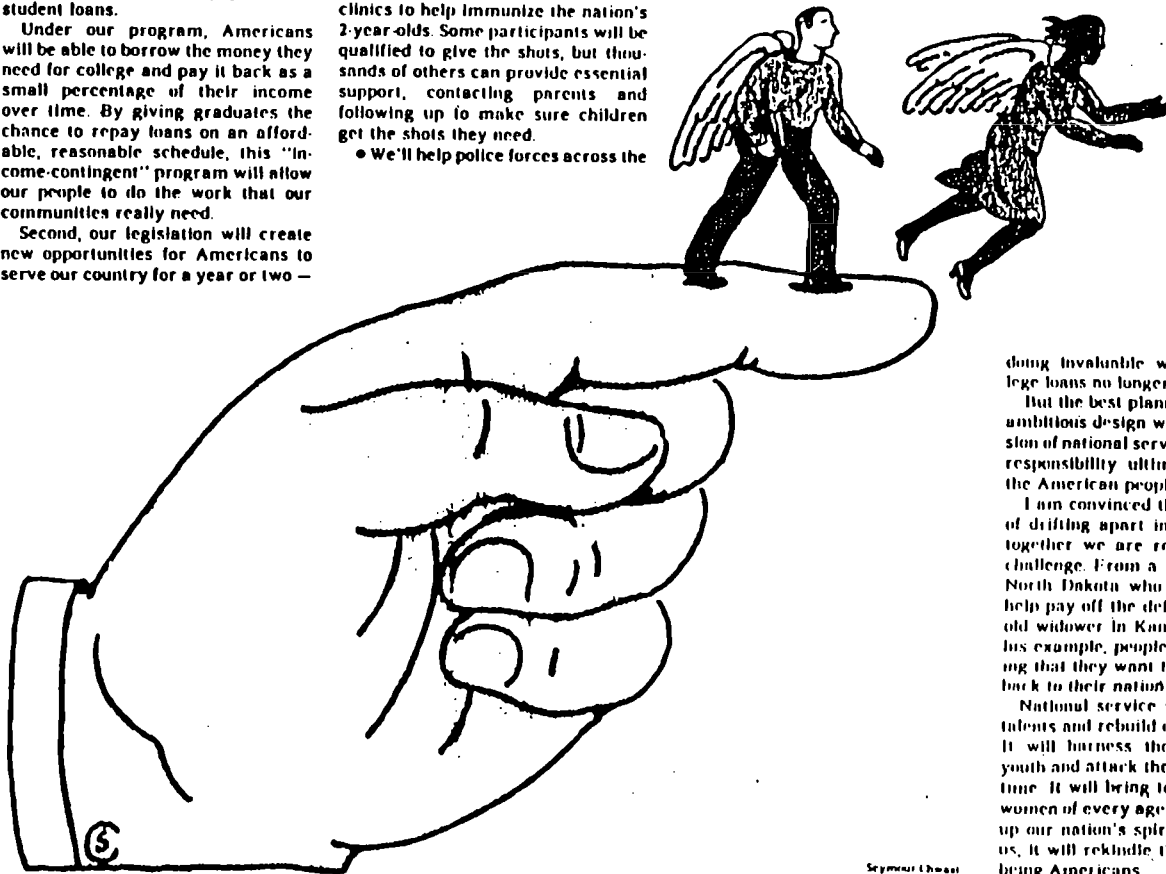 student loans.
Under our program, Americans
will be able to borrow the money they
need for college and pay it back as a
small percentage of their income
over time. By giving graduates the
chance to repay loans on an afford-
able, reasonable schedule, this "in-
come-contingent" program will allow
our people to do the work that our
communities really need.
Second, our legislation will create
new opportunities for Americans to
serve our country for a year or two —
clinics to help immunize the nation's
2-year-olds. Some participants will be
qualified to give the shots, but thou-
sands of others can provide essential
support, contacting parents and
following up to make sure children
get the shots they need.
• We'll help police forces across the
doing invaluable w
lege loans no longer
But the best plan
ambitious design w
sion of national serv
responsibility ultim
the American peopl
I am convinced th
of drifting apart in
together we are re
challenge. From a
North Dakota who
help pay off the def
old widower in Kan
his example, people
ing that they want t
back to their nation
National service
talents and rebuild o
It will harness the
youth and attack the
time. It will bring to
women of every age
up our nation's spir
us, it will rekindle t
being Americans.
S
Seymour Chwast